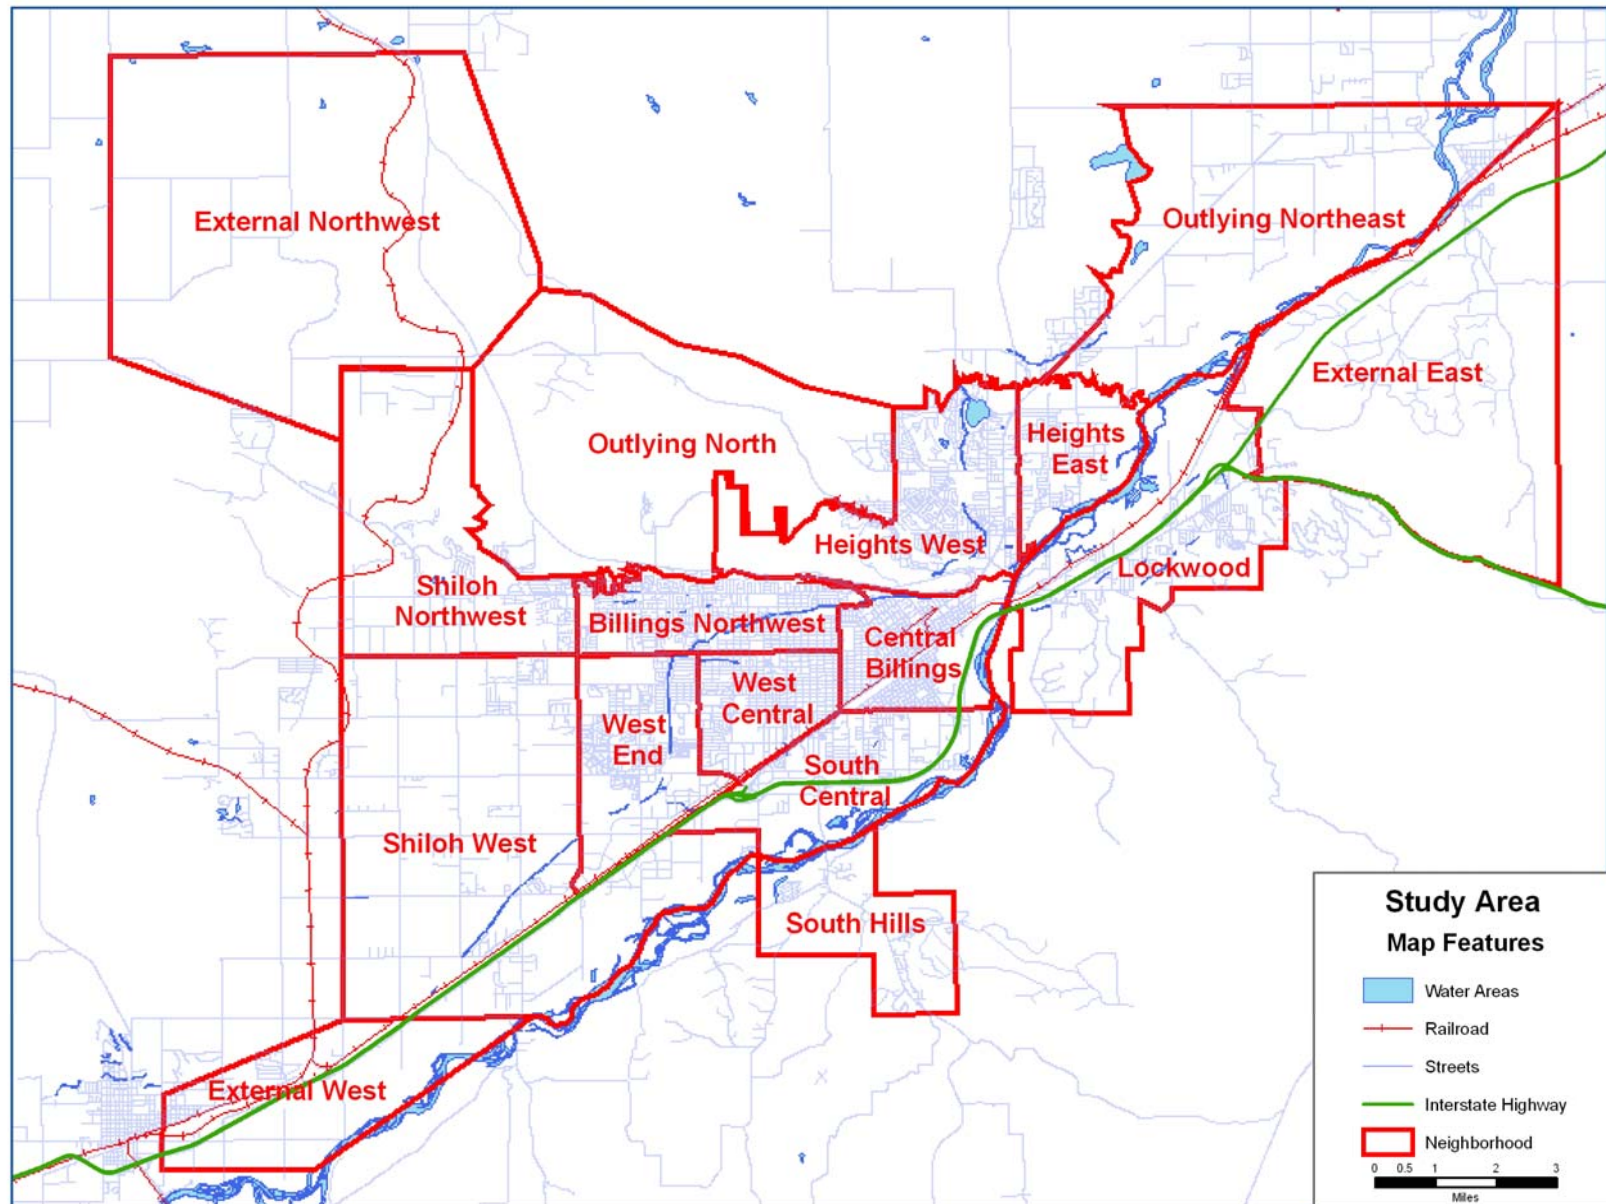 External Northwest
Outlying Northeast
External East
Outlying North
Heights
East
Heights West
Lockwood
Shiloh
Northwest
Billings Northwest
Central
Billings
West
Central
West
End
South
Central
Shiloh West
South Hills
External West
Study Area
Map Features
Water Areas
Railroad
Streets
Interstate Highway
Neighborhood
0 0.5 1 2 3
Miles